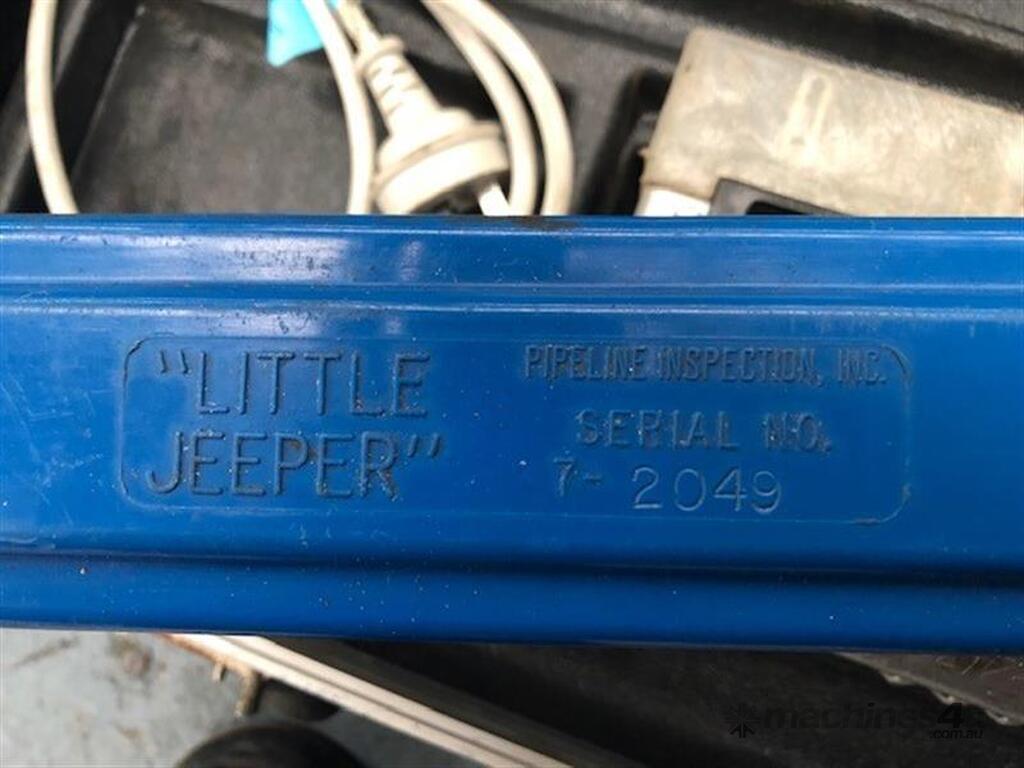 "LITTLE
JEEPER"
PIPELINE INSPECTION, INC.
SERIAL NO.
7- 2049
machines4u
.com.au